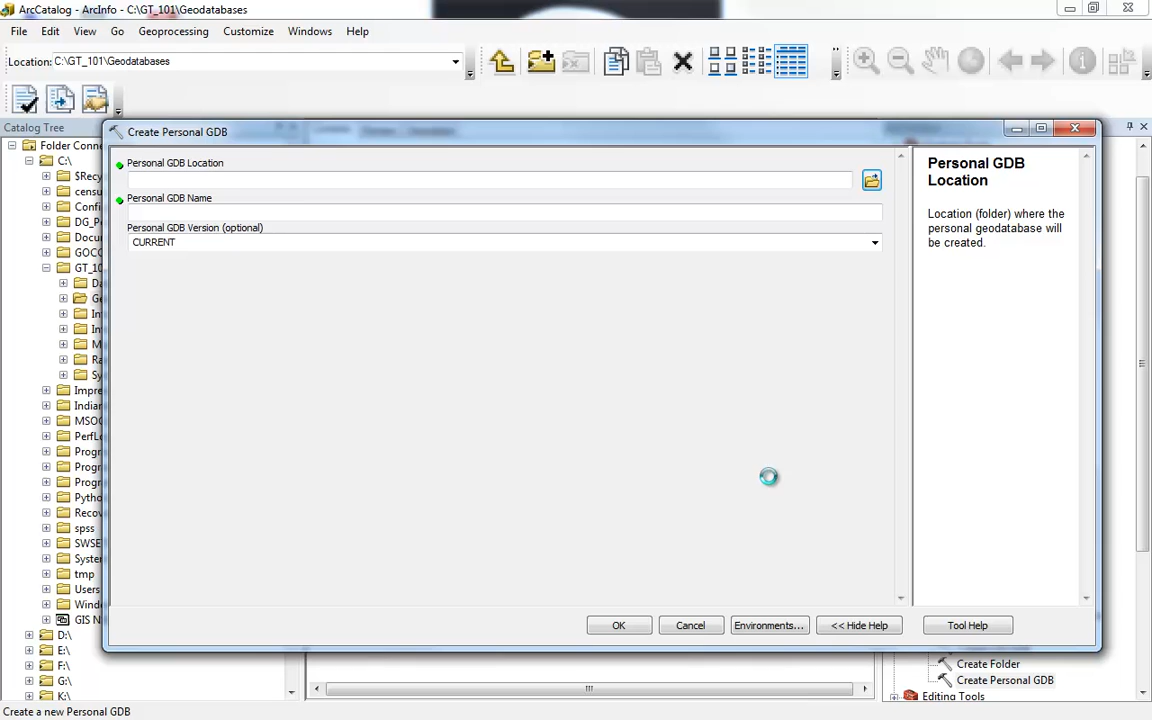 ArcCatalog - ArcInfo - C:\GT_101\Geodatabases
File Edit View Go Geoprocessing Customize Windows Help
Location: C:\GT_101\Geodatabases
Catalog Tree
Create Personal GDB
Folder Conne
C:\
$Recy
census
Confi
DG_P
Docu
GOCC
GT_10
Da
Ge
In
In
M
Ra
Sy
Impre
Indian
MSOC
PerfLo
Progr
Progr
Progr
Pytho
Recov
spss
SWSE
System
tmp
Users
Windo
GIS N
D:\
E:\
F:\
G:\
K:\
Personal GDB Location
Personal GDB Name
Personal GDB Version (optional)
CURRENT
OK Cancel Environments... << Hide Help Tool Help
Personal GDB
Location
Location (folder) where the
personal geodatabase will
be created.
Create Folder
Create Personal GDB
Editing Tools
Create a new Personal GDB